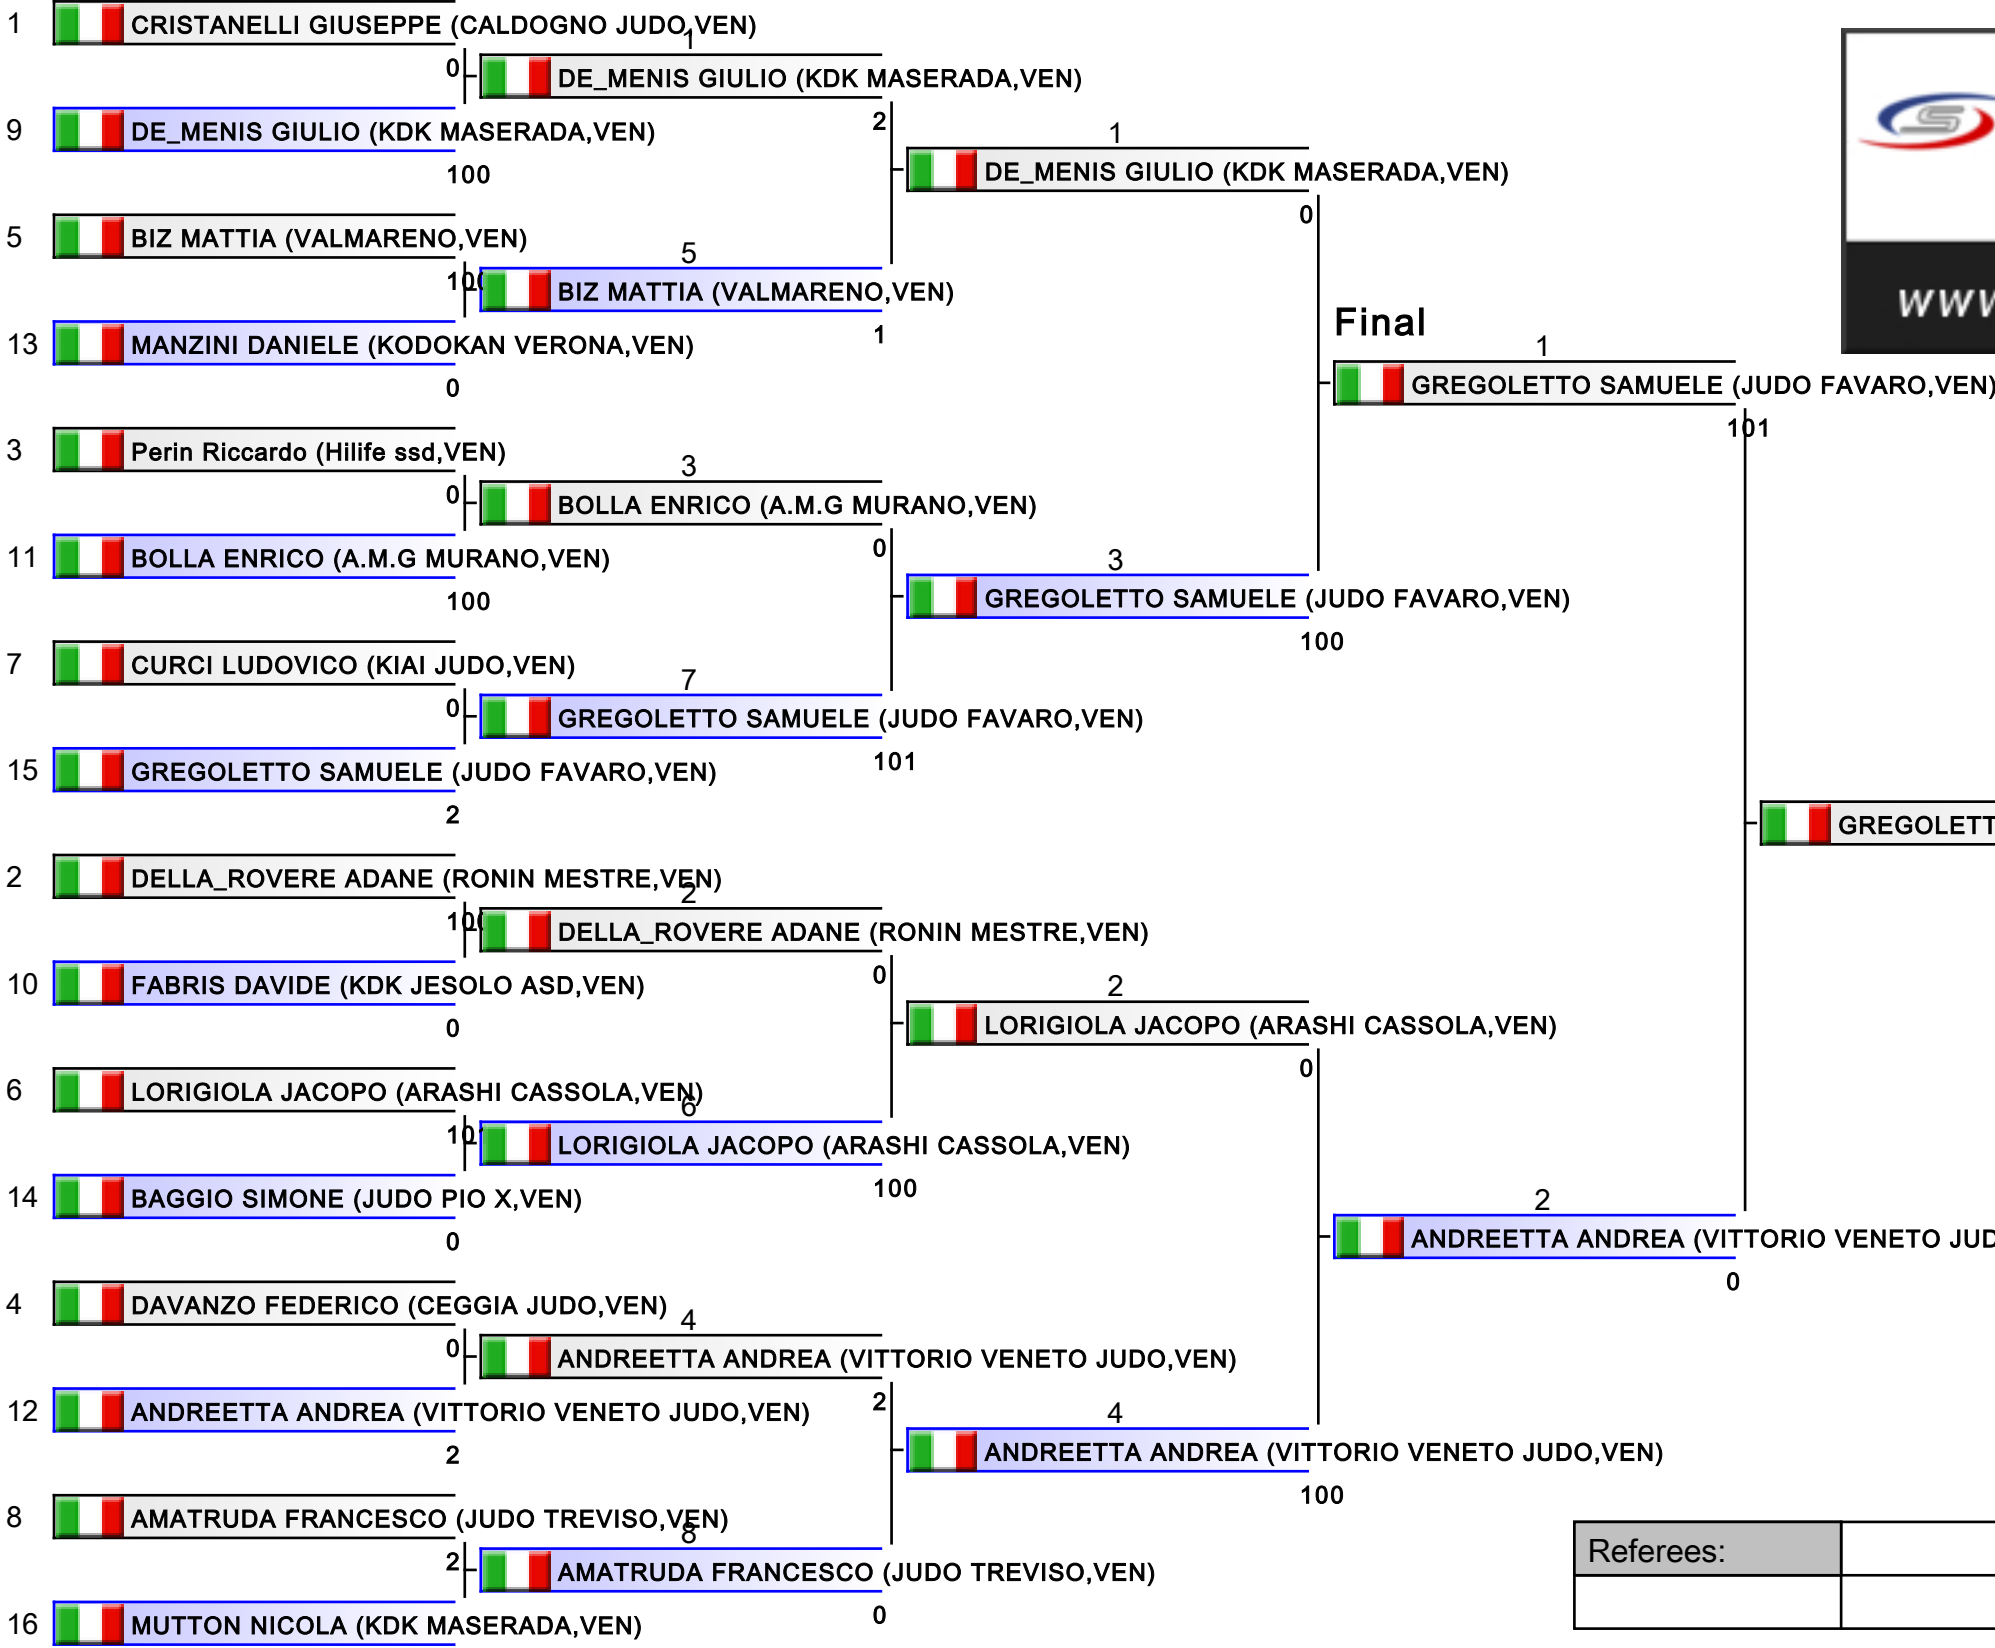 1 CRISTANELLI GIUSEPPE (CALDOGNO JUDO,VEN)
0
9 DE_MENIS GIULIO (KDK MASERADA,VEN)
100
5 BIZ MATTIA (VALMARENO,VEN)
100
13 MANZINI DANIELE (KODOKAN VERONA,VEN)
0
3 Perin Riccardo (Hilife ssd,VEN)
0
11 BOLLA ENRICO (A.M.G MURANO,VEN)
100
7 CURCI LUDOVICO (KIAI JUDO,VEN)
0
15 GREGOLETTO SAMUELE (JUDO FAVARO,VEN)
2
2 DELLA_ROVERE ADANE (RONIN MESTRE,VEN)
100
10 FABRIS DAVIDE (KDK JESOLO ASD,VEN)
0
6 LORIGIOLA JACOPO (ARASHI CASSOLA,VEN)
14 BAGGIO SIMONE (JUDO PIO X,VEN)
0
4 DAVANZO FEDERICO (CEGGIA JUDO,VEN)
0
12 ANDREETTA ANDREA (VITTORIO VENETO JUDO,VEN)
2
8 AMATRUDA FRANCESCO (JUDO TREVISO,VEN)
2
16 MUTTON NICOLA (KDK MASERADA,VEN)
1
DE_MENIS GIULIO (KDK MASERADA,VEN)
2
5
BIZ MATTIA (VALMARENO,VEN)
1
3
BOLLA ENRICO (A.M.G MURANO,VEN)
0
7
GREGOLETTO SAMUELE (JUDO FAVARO,VEN)
101
2
DELLA_ROVERE ADANE (RONIN MESTRE,VEN)
0
6
LORIGIOLA JACOPO (ARASHI CASSOLA,VEN)
100
4
ANDREETTA ANDREA (VITTORIO VENETO JUDO,VEN)
2
8
AMATRUDA FRANCESCO (JUDO TREVISO,VEN)
0
1
DE_MENIS GIULIO (KDK MASERADA,VEN)
0
3
GREGOLETTO SAMUELE (JUDO FAVARO,VEN)
100
2
LORIGIOLA JACOPO (ARASHI CASSOLA,VEN)
0
4
ANDREETTA ANDREA (VITTORIO VENETO JUDO,VEN)
100
Final
1
GREGOLETTO SAMUELE (JUDO FAVARO,VEN)
101
2
ANDREETTA ANDREA (VITTORIO VENETO JUD
0
GREGOLETT
S
www
Referees: